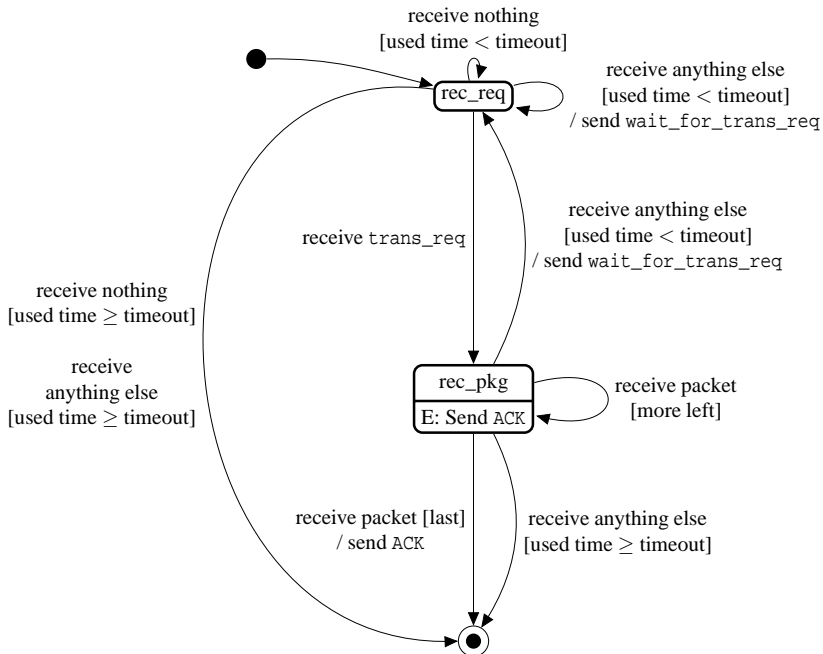 receive nothing
[used time < timeout]
rec_req
receive anything else
[used time < timeout]
/ send wait_for_trans_req
receive trans_req
receive anything else
[used time < timeout]
/ send wait_for_trans_req
receive nothing
[used time ≥ timeout]
receive
anything else
[used time ≥ timeout]
rec_pkg
E: Send ACK
receive packet
[more left]
receive packet [last]
/ send ACK
receive anything else
[used time ≥ timeout]